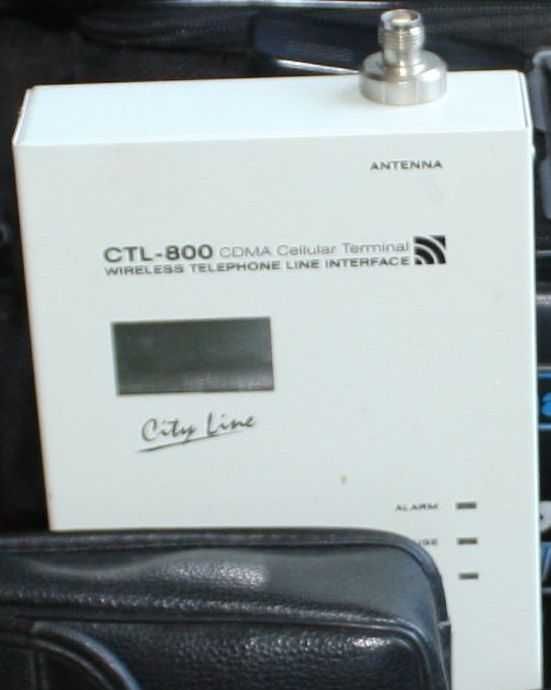 ANTENNA
CTL-800 CDMA Cellular Terminal
WIRELESS TELEPHONE LINE INTERFACE
City Line
ALARM